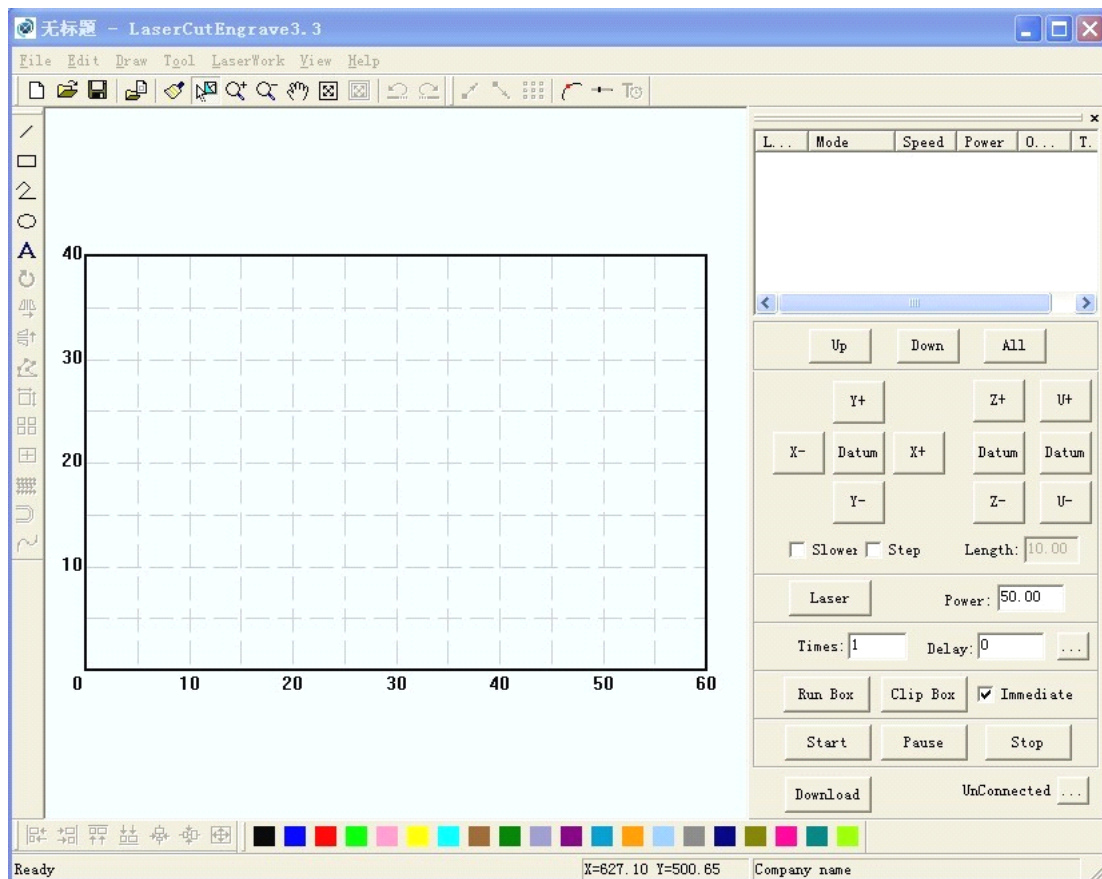 无标题 - LaserCutEngrave3.3
File Edit Draw Tool LaserWork View Help
L... Mode Speed Power O... T.
40
30
20
10
0 10 20 30 40 50 60
Up Down All
Y+ Z+ U+
X- Datum X+ Datum Datum
Y- Z- U-
Slower Step Length: 10.00
Laser Power: 50.00
Times: 1 Delay: 0 ...
Run Box Clip Box Immediate
Start Pause Stop
Download UnConnected ...
Ready X=627.10 Y=500.65 Company name